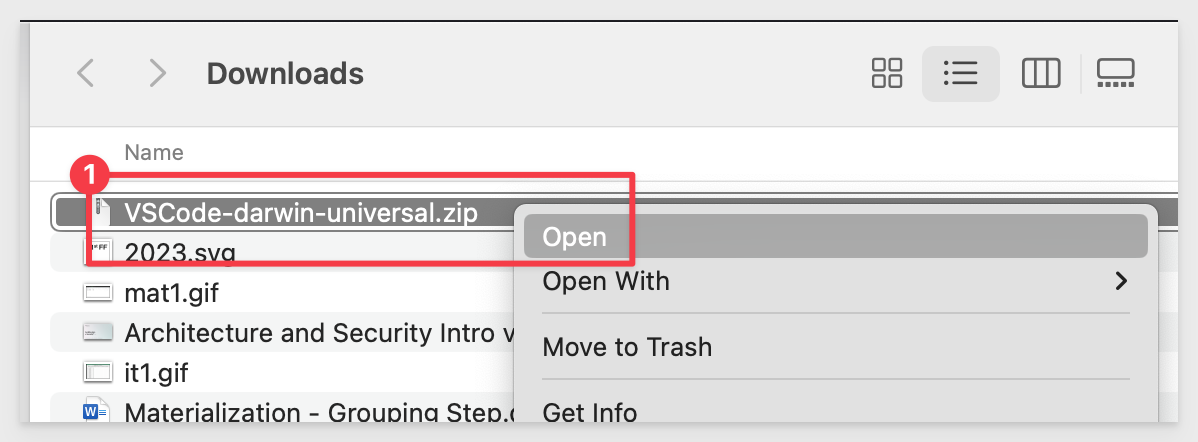 Downloads
Name
1
VSCode-darwin-universal.zip
Open
2023.svg
Open With
mat1.gif
Architecture and Security Intro v
Move to Trash
it1.gif
Materialization - Grouping Step.
Get Info